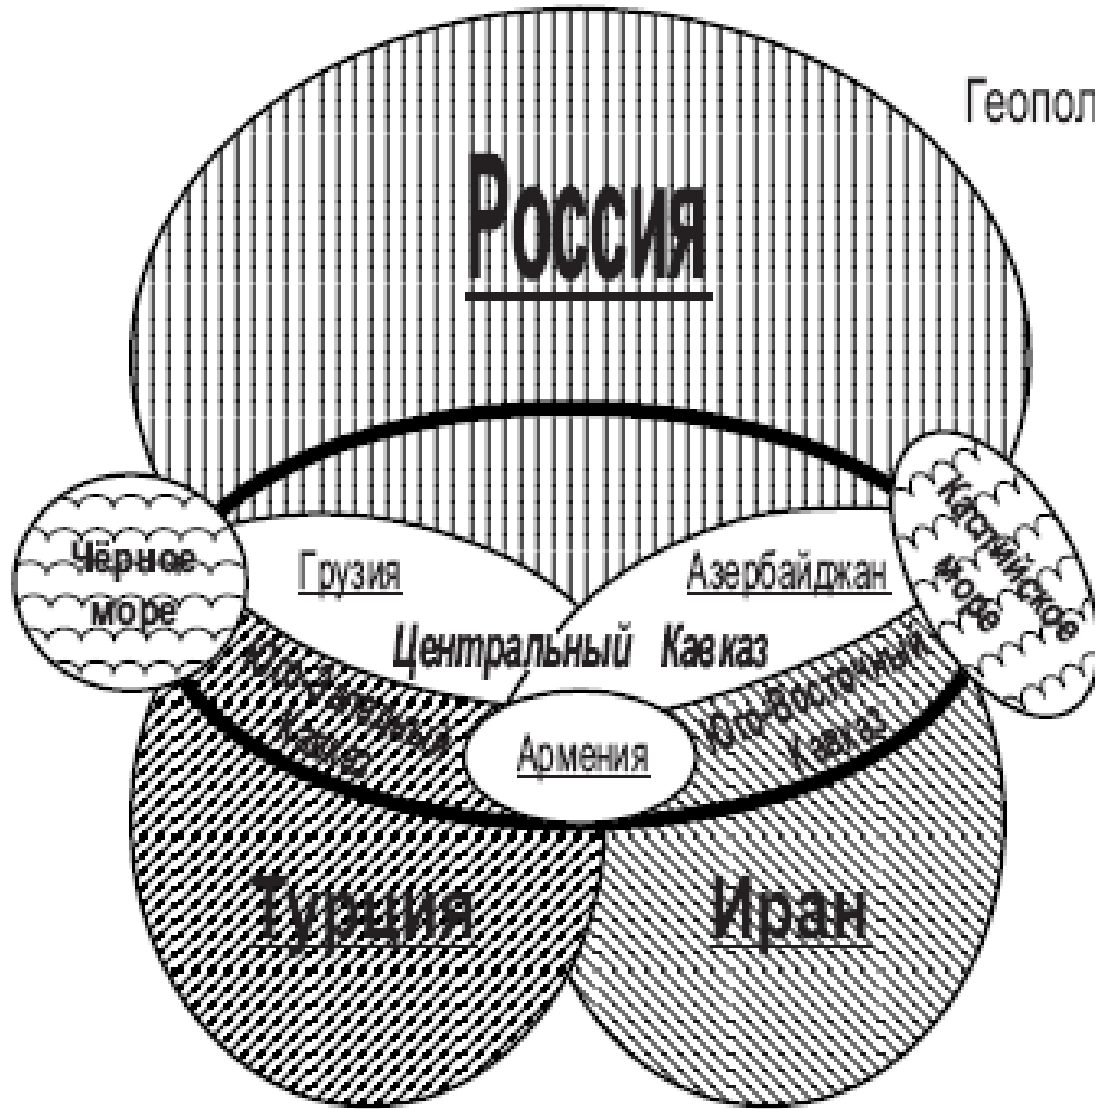 Геопол
Россия
Чёрное
море
Грузия
Азербайджан
Каспийское
море
Центральный Кавказ
Юго-Западный
Кавказ
Юго-Восточный
Кавказ
Армения
Турция
Иран